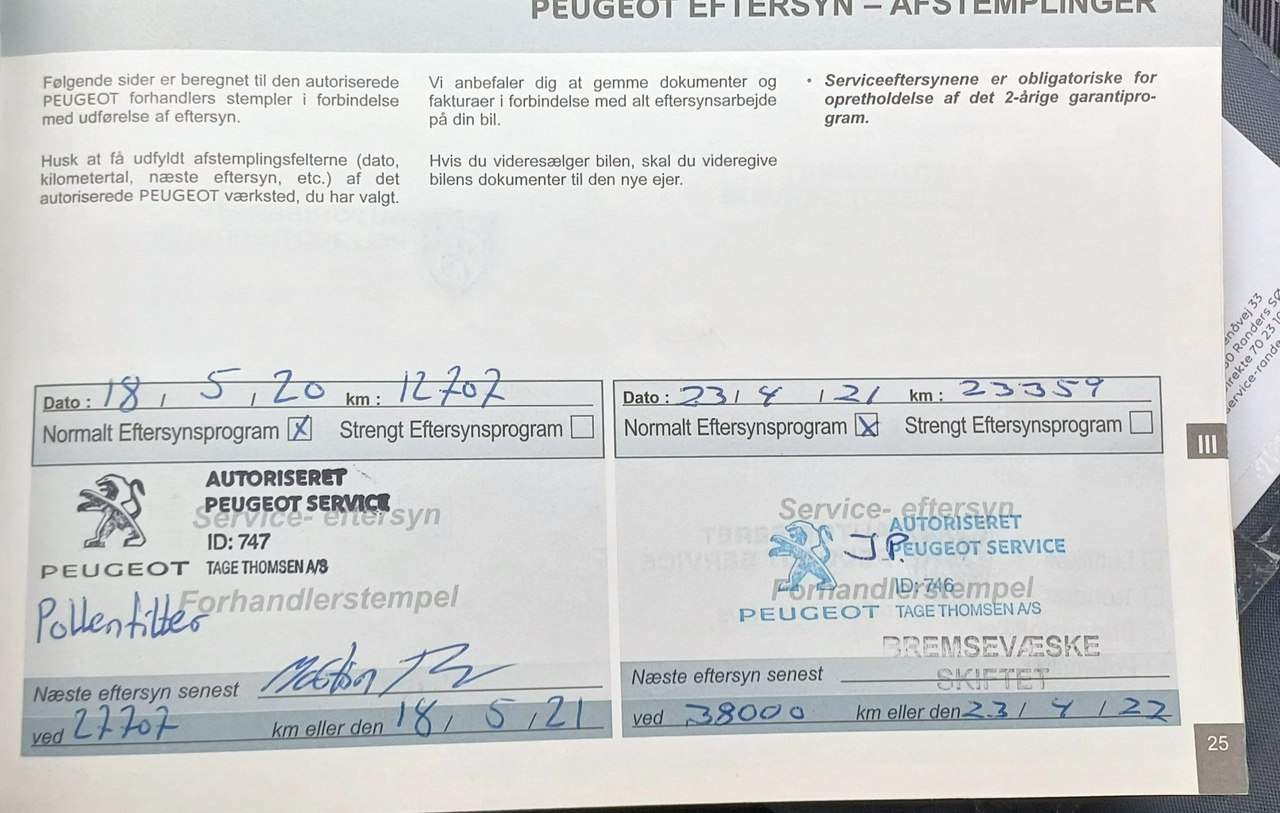 PEUGEOT EFTERSYN – AFSTEMPLINGER
Følgende sider er beregnet til den autoriserede
PEUGEOT forhandlers stempler i forbindelse
med udførelse af eftersyn.
Husk at få udfyldt afstemplingsfelterne (dato,
kilometertal, næste eftersyn, etc.) af det
autoriserede PEUGEOT værksted, du har valgt.
Vi anbefaler dig at gemme dokumenter og
fakturaer i forbindelse med alt eftersynsarbejde
på din bil.
Hvis du videresælger bilen, skal du videregive
bilens dokumenter til den nye ejer.
• Serviceeftersynene er obligatoriske for
opretholdelse af det 2-årige garantipro-
gram.
Dato : 18 / 5 / 20 km : 12707
Normalt Eftersynsprogram X Strengt Eftersynsprogram
AUTORISERET
PEUGEOT SERVICE
Service- eftersyn
ID: 747
PEUGEOT TAGE THOMSEN A/S
Forhandlerstempel
Pollenfilter
Næste eftersyn senest
ved 27707 km eller den 18 / 5 / 21
Dato : 23 / 4 / 21 km : 23359
Normalt Eftersynsprogram X Strengt Eftersynsprogram
Service- eftersyn
AUTORISERET
J.P. PEUGEOT SERVICE
Forhandlerstempel
ID: 746
PEUGEOT TAGE THOMSEN A/S
BREMSEVÆSKE
SKIFTET
Næste eftersyn senest
ved 38000 km eller den 23 / 4 / 22
III
25